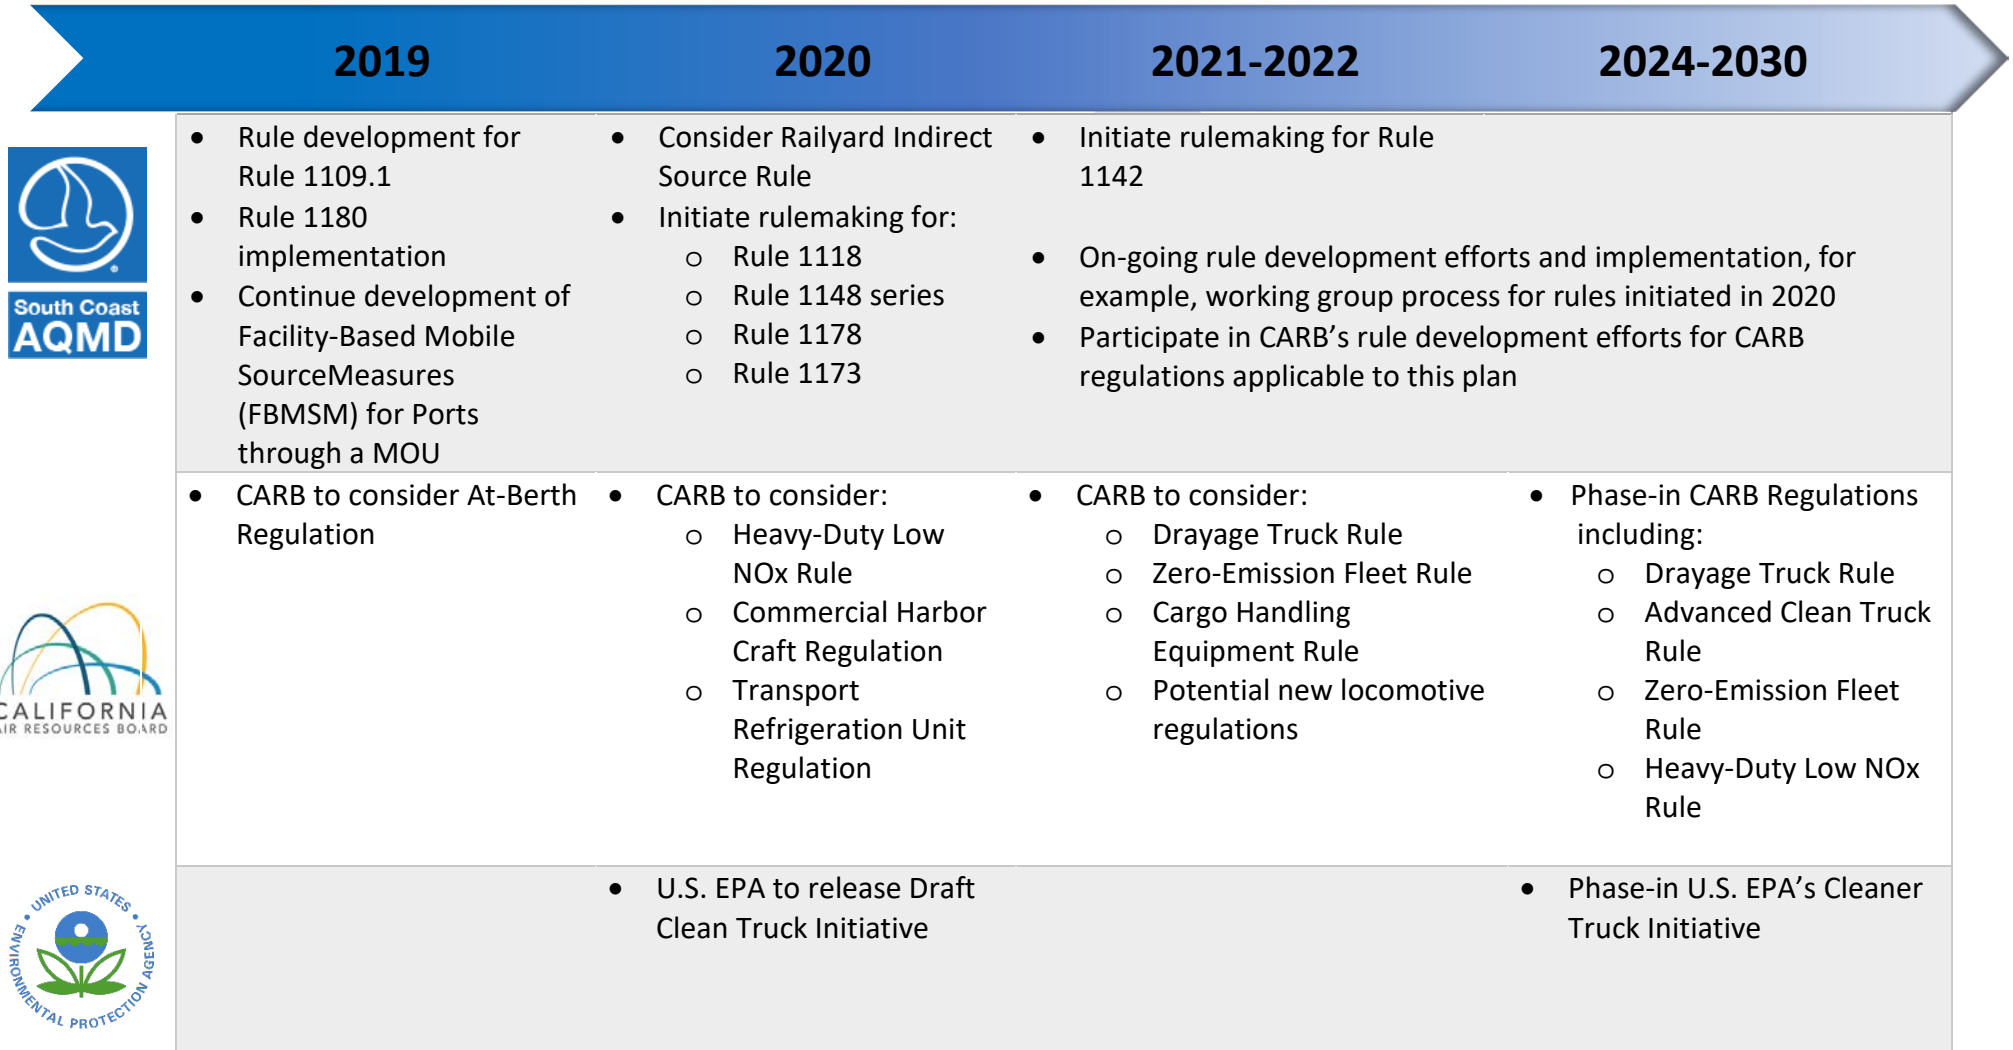 2019
2020
2021-2022
2024-2030
South Coast
AQMD
• Rule development for
Rule 1109.1
• Rule 1180
implementation
• Continue development of
Facility-Based Mobile
SourceMeasures
(FBMSM) for Ports
through a MOU
• Consider Railyard Indirect
Source Rule
• Initiate rulemaking for:
o Rule 1118
o Rule 1148 series
o Rule 1178
o Rule 1173
• Initiate rulemaking for Rule
1142
• On-going rule development efforts and implementation, for
example, working group process for rules initiated in 2020
• Participate in CARB’s rule development efforts for CARB
regulations applicable to this plan
CALIFORNIA
AIR RESOURCES BOARD
• CARB to consider At-Berth
Regulation
• CARB to consider:
o Heavy-Duty Low
NOx Rule
o Commercial Harbor
Craft Regulation
o Transport
Refrigeration Unit
Regulation
• CARB to consider:
o Drayage Truck Rule
o Zero-Emission Fleet Rule
o Cargo Handling
Equipment Rule
o Potential new locomotive
regulations
• Phase-in CARB Regulations
including:
o Drayage Truck Rule
o Advanced Clean Truck
Rule
o Zero-Emission Fleet
Rule
o Heavy-Duty Low NOx
Rule
UNITED STATES • ENVIRONMENTAL PROTECTION AGENCY •
• U.S. EPA to release Draft
Clean Truck Initiative
• Phase-in U.S. EPA’s Cleaner
Truck Initiative